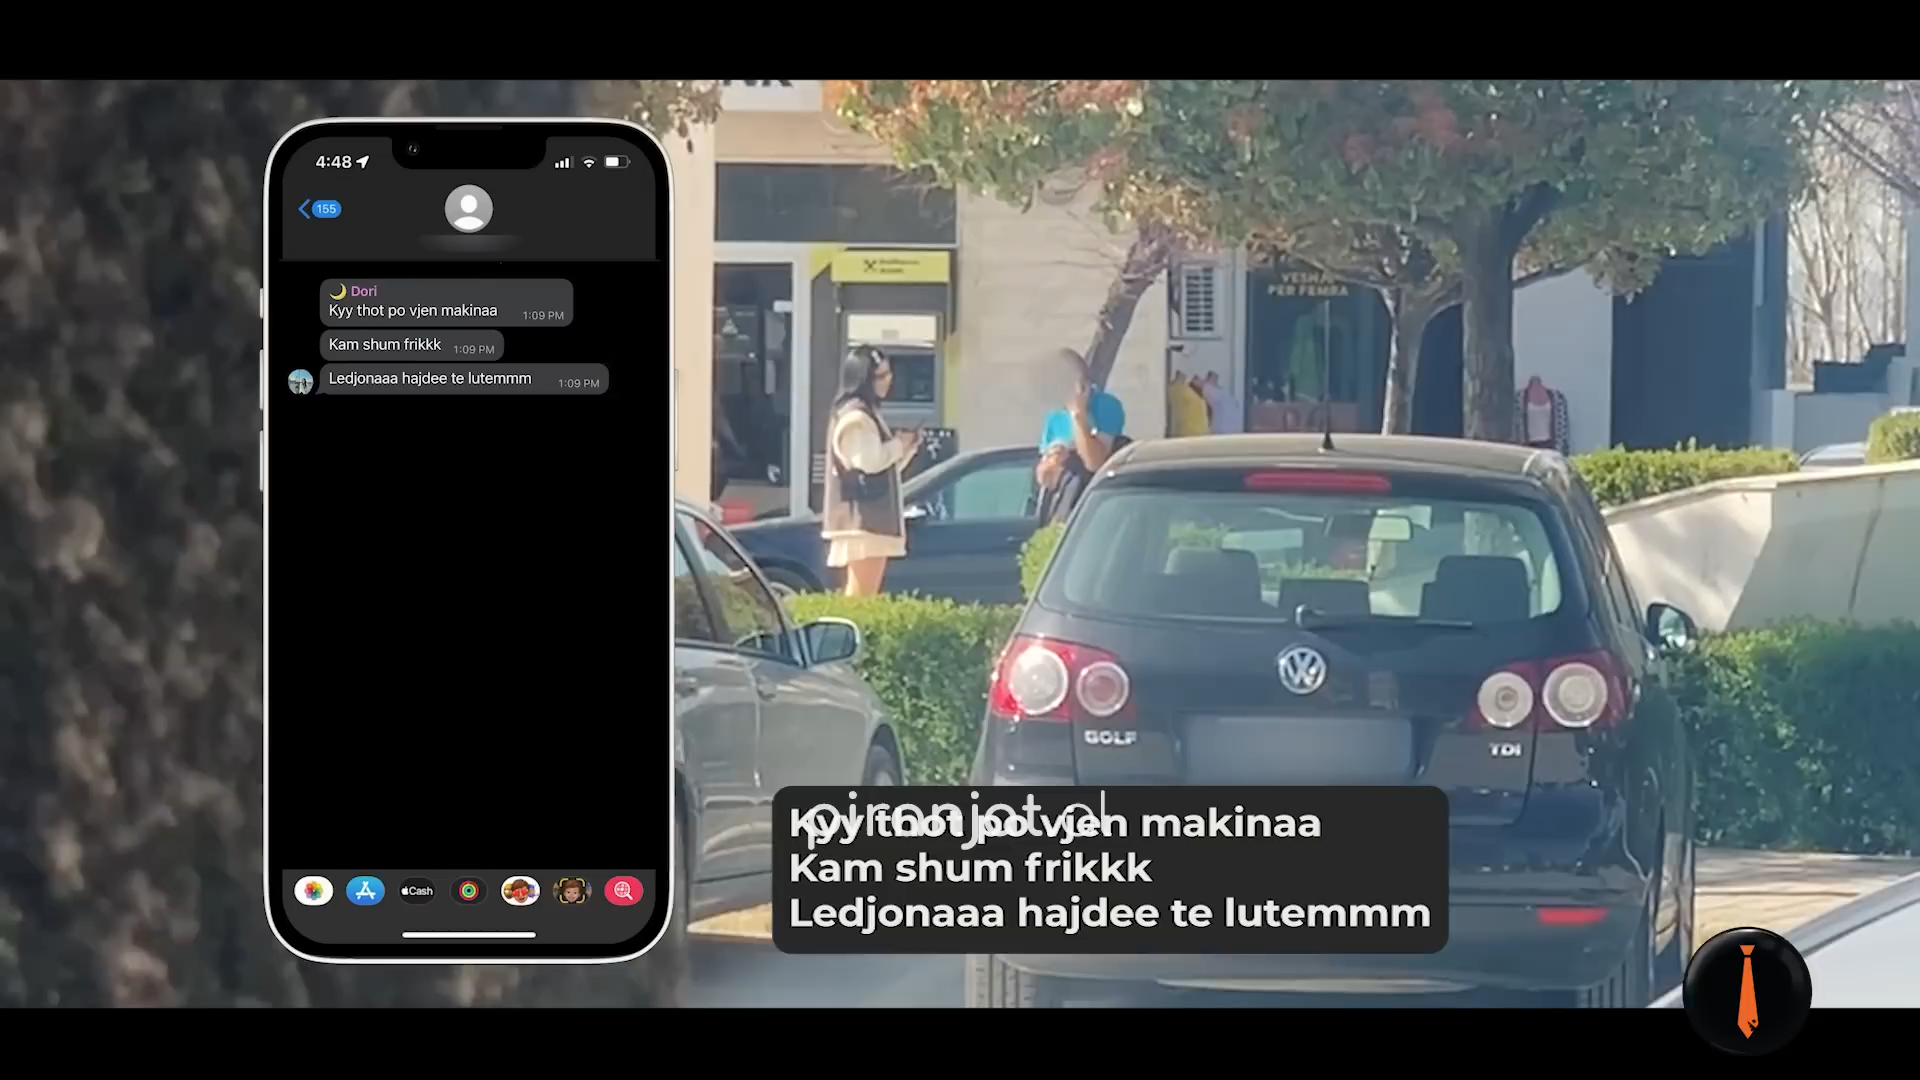 4:48
155
🌙 Dori
Kyy thot po vjen makinaa 1:09 PM
Kam shum frikkk 1:09 PM
Ledjonaaa hajdee te lutemmm 1:09 PM
Cash
VESHJE
PER FEMRA
GOLF
TDI
Kyy thot po vjen makinaa
Kam shum frikkk
Ledjonaaa hajdee te lutemmm